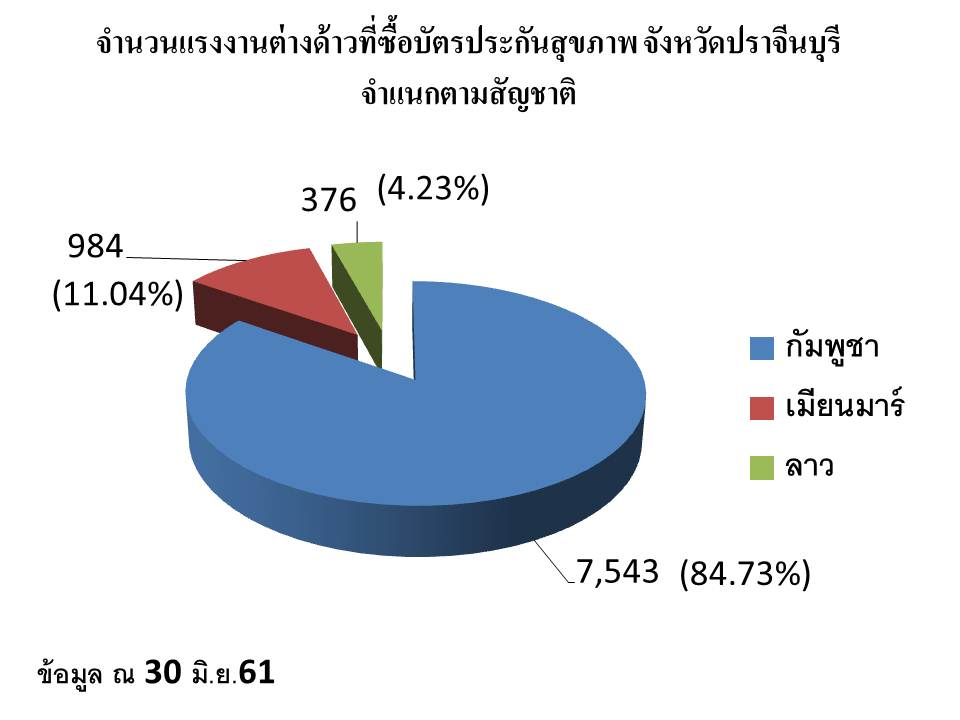 จำนวนแรงงานต่างด้าวที่ซื้อบัตรประกันสุขภาพ จังหวัดปราจีนบุรี
จำแนกตามสัญชาติ
376 (4.23%)
984
(11.04%)
กัมพูชา
เมียนมาร์
ลาว
7,543 (84.73%)
ข้อมูล ณ 30 มิ.ย.61